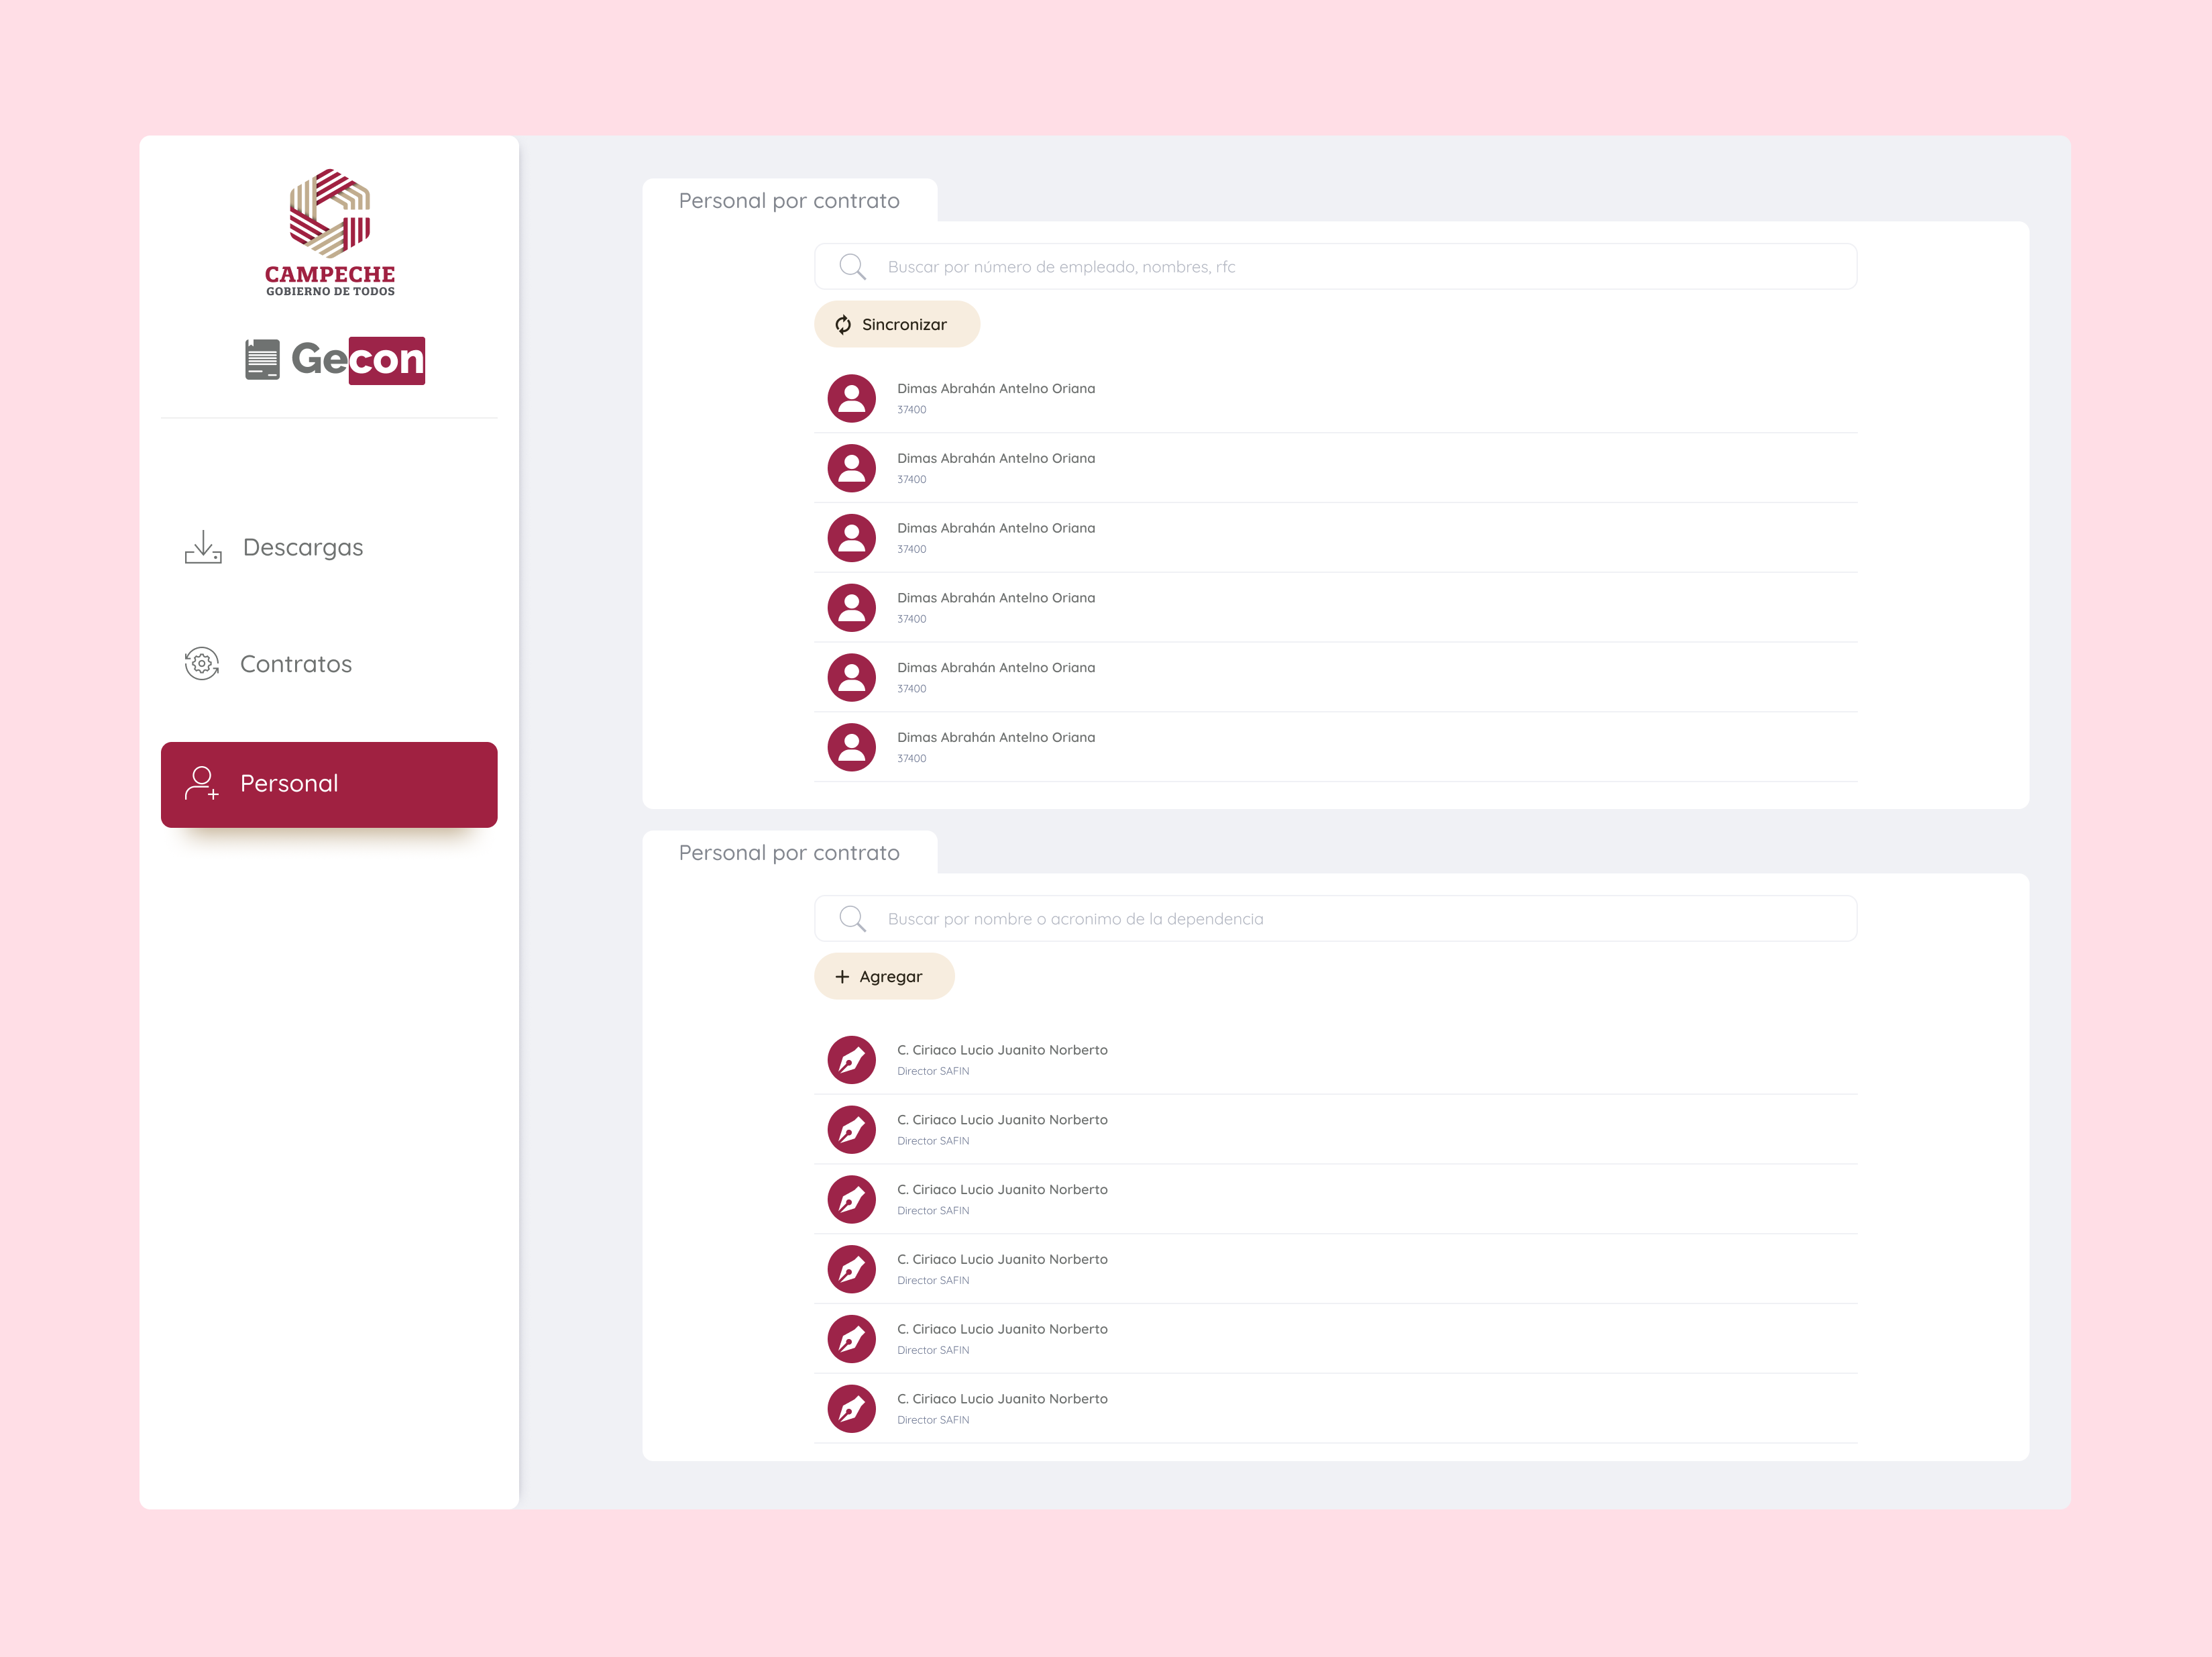 CAMPECHE
GOBIERNO DE TODOS
Gecon
Descargas
Contratos
Personal
Personal por contrato
Buscar por número de empleado, nombres, rfc
Sincronizar
Dimas Abrahán Antelno Oriana
37400
Dimas Abrahán Antelno Oriana
37400
Dimas Abrahán Antelno Oriana
37400
Dimas Abrahán Antelno Oriana
37400
Dimas Abrahán Antelno Oriana
37400
Dimas Abrahán Antelno Oriana
37400
Personal por contrato
Buscar por nombre o acronimo de la dependencia
Agregar
C. Ciriaco Lucio Juanito Norberto
Director SAFIN
C. Ciriaco Lucio Juanito Norberto
Director SAFIN
C. Ciriaco Lucio Juanito Norberto
Director SAFIN
C. Ciriaco Lucio Juanito Norberto
Director SAFIN
C. Ciriaco Lucio Juanito Norberto
Director SAFIN
C. Ciriaco Lucio Juanito Norberto
Director SAFIN